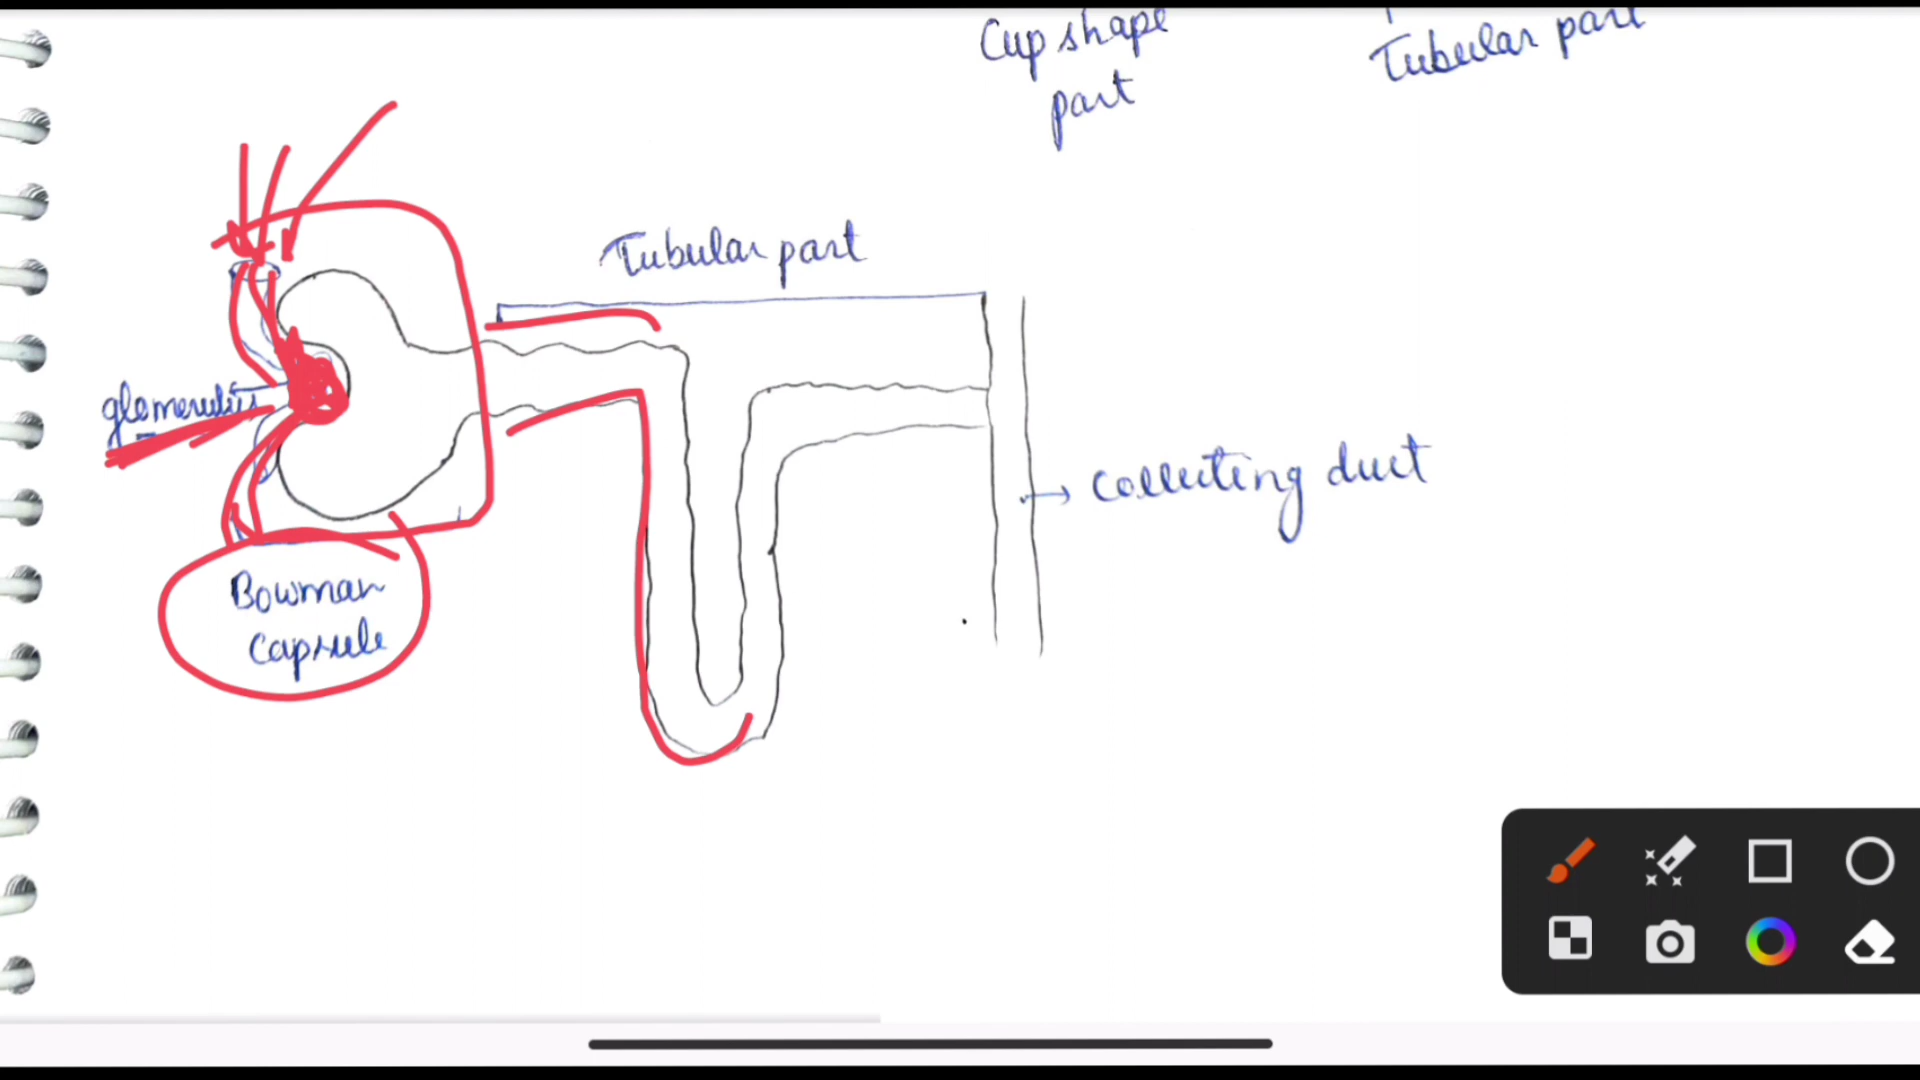 Cup shape
part
Tubular part
Tubular part
glomerulus
Collecting duct
Bowman
Capsule